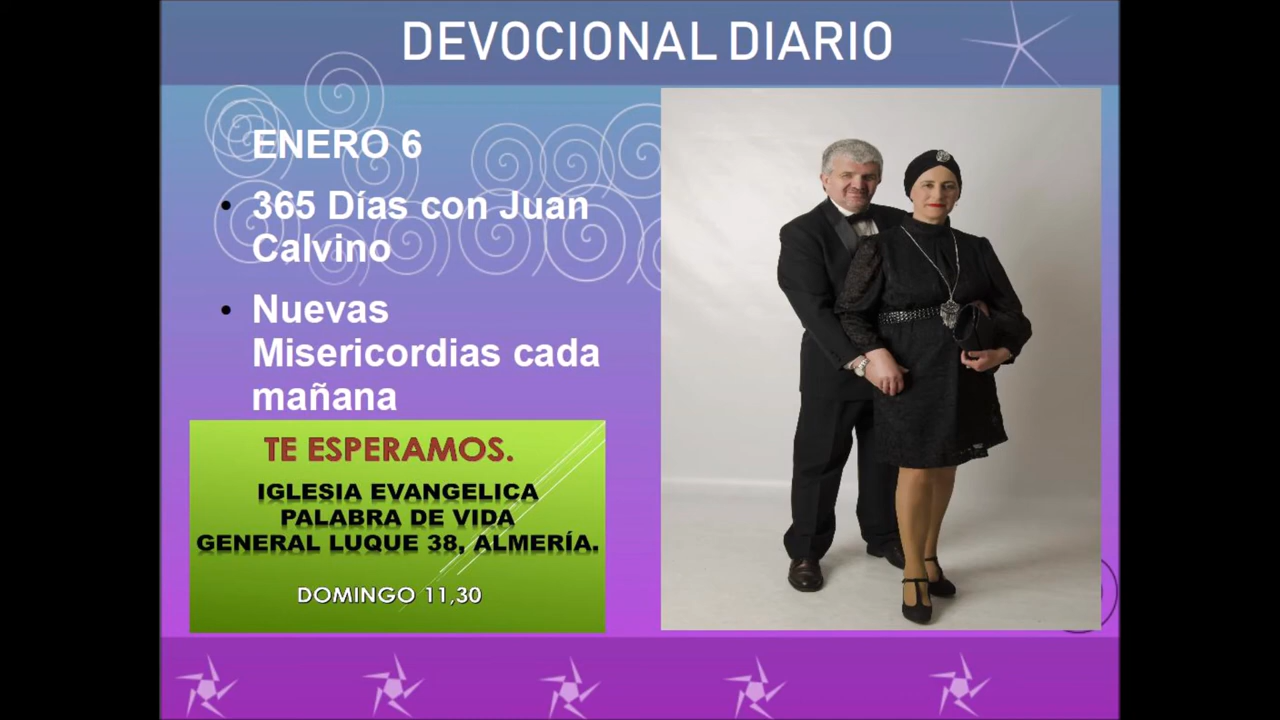 DEVOCIONAL DIARIO
ENERO 6
• 365 Días con Juan
Calvino
• Nuevas
Misericordias cada
mañana
TE ESPERAMOS.
IGLESIA EVANGELICA
PALABRA DE VIDA
GENERAL LUQUE 38, ALMERÍA.
DOMINGO 11,30